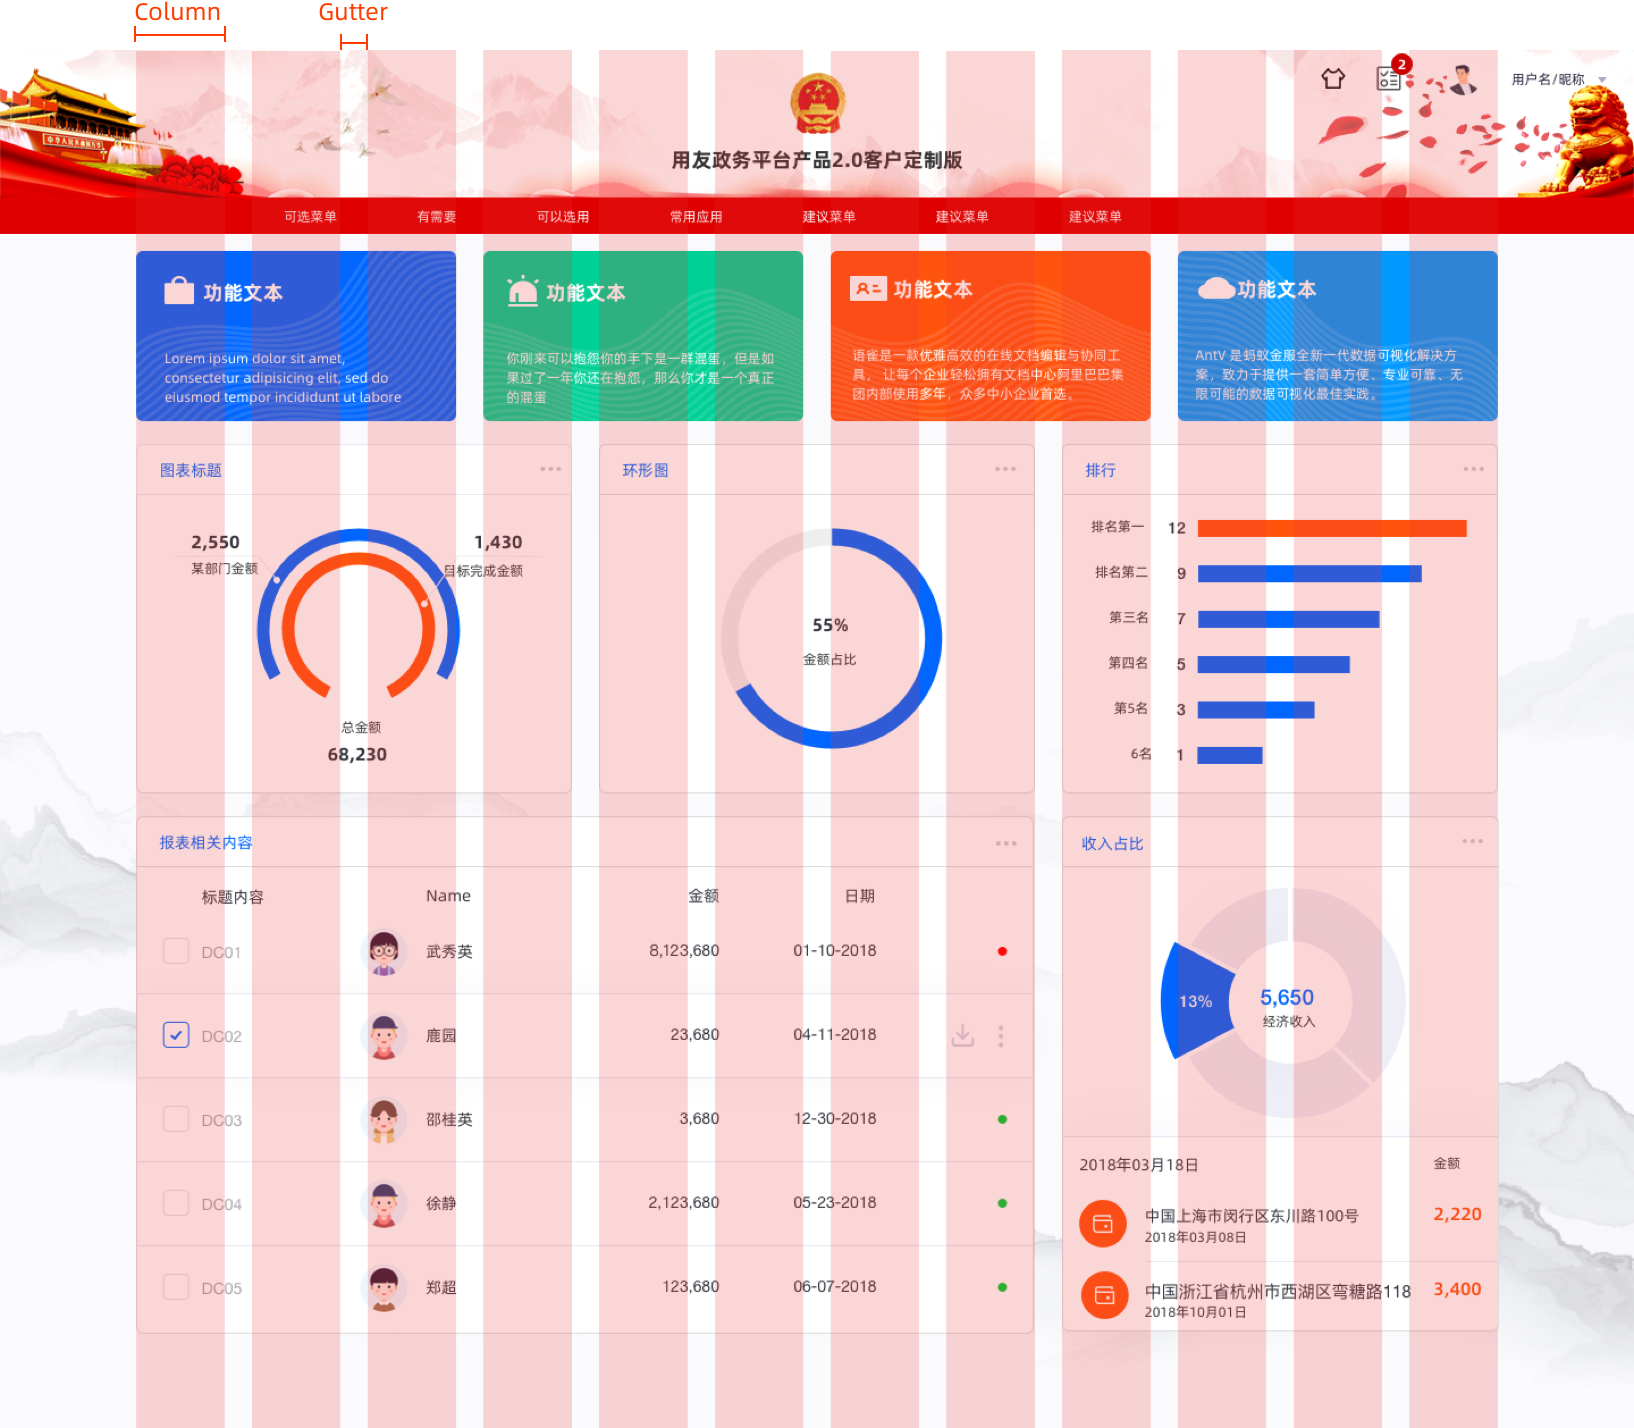 Column Gutter
2
用户名/昵称
用友政务平台产品2.0客户定制版
可选菜单 有需要 可以选用 常用应用 建议菜单 建议菜单 建议菜单
功能文本
Lorem ipsum dolor sit amet,
consectetur adipisicing elit, sed do
eiusmod tempor incididunt ut labore
功能文本
你刚来可以抱怨你的手下是一群混蛋，但是如
果过了一年你还在抱怨，那么你才是一个真正
的混蛋
功能文本
语雀是一款优雅高效的在线文档编辑与协同工
具， 让每个企业轻松拥有文档中心阿里巴巴集
团内部使用多年，众多中小企业首选。
功能文本
AntV 是蚂蚁金服全新一代数据可视化解决方
案，致力于提供一套简单方便、专业可靠、无
限可能的数据可视化最佳实践。
图表标题
2,550
某部门金额
1,430
目标完成金额
总金额
68,230
环形图
55%
金额占比
排行
排名第一 12
排名第二 9
第三名 7
第四名 5
第5名 3
6名 1
报表相关内容
标题内容 Name 金额 日期
DC01 武秀英 8,123,680 01-10-2018
DC02 鹿园 23,680 04-11-2018
DC03 邵桂英 3,680 12-30-2018
DC04 徐静 2,123,680 05-23-2018
DC05 郑超 123,680 06-07-2018
收入占比
13%
5,650
经济收入
2018年03月18日 金额
中国上海市闵行区东川路100号 2,220
2018年03月08日
中国浙江省杭州市西湖区弯糖路118 3,400
2018年10月01日